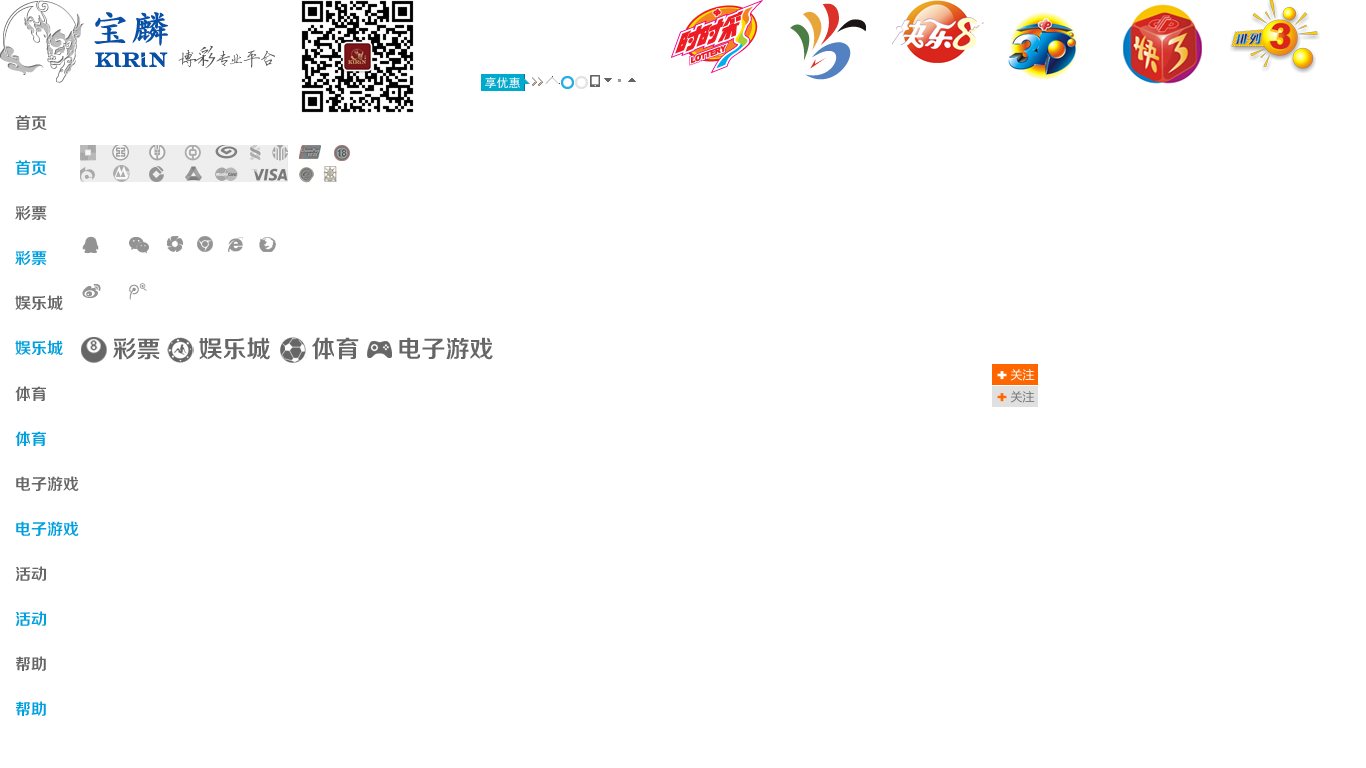 宝麟
KIRIN
博彩专业平台
KIRIN
享优惠
时时彩
LOTTERY
快乐8
3D
快3
排列3
首页
首页
18
VISA
彩票
彩票
娱乐城
娱乐城
8 彩票 娱乐城 体育 电子游戏
关注
关注
体育
体育
电子游戏
电子游戏
活动
活动
帮助
帮助